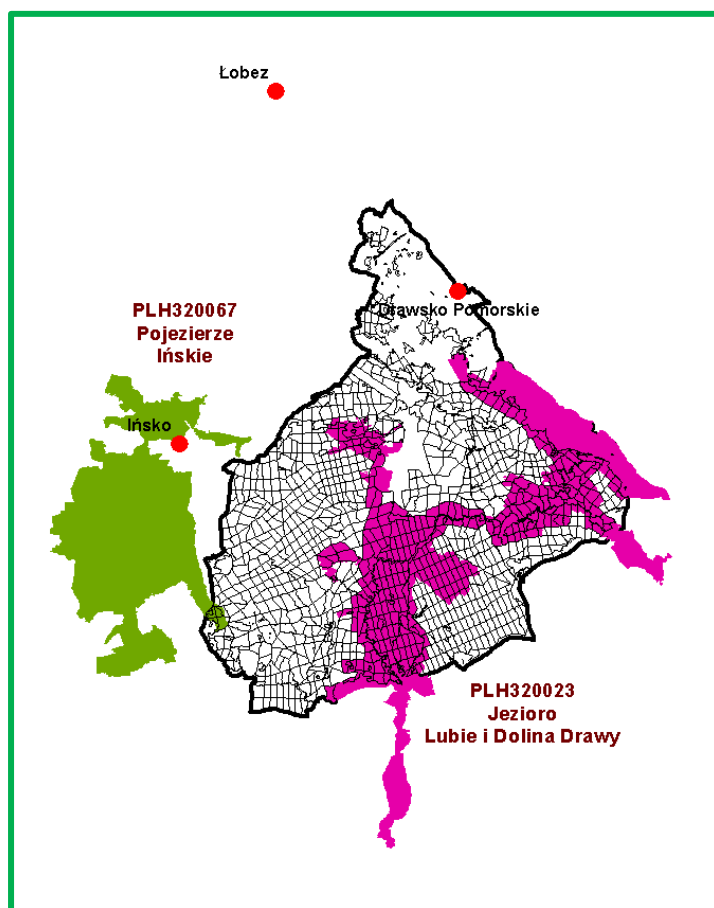 Łobez
Drawsko Pomorskie
PLH320067
Pojezierze
Ińskie
Ińsko
PLH320023
Jezioro
Lubie i Dolina Drawy